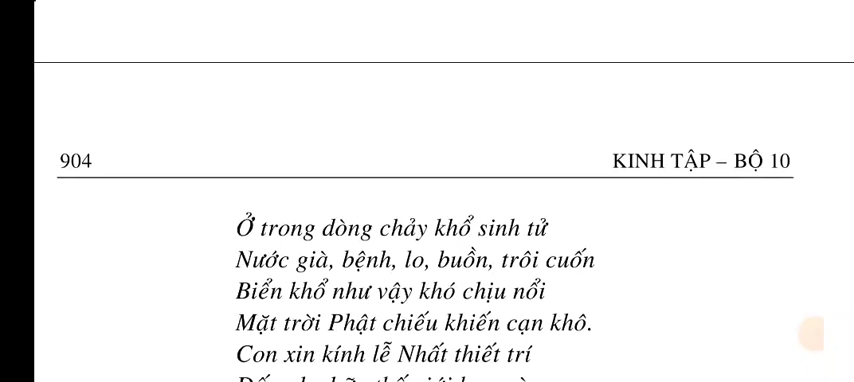 904
KINH TẬP – BỘ 10
Ở trong dòng chảy khổ sinh tử
Nước già, bệnh, lo, buồn, trôi cuốn
Biển khổ như vậy khó chịu nổi
Mặt trời Phật chiếu khiến cạn khô.
Con xin kính lễ Nhất thiết trí